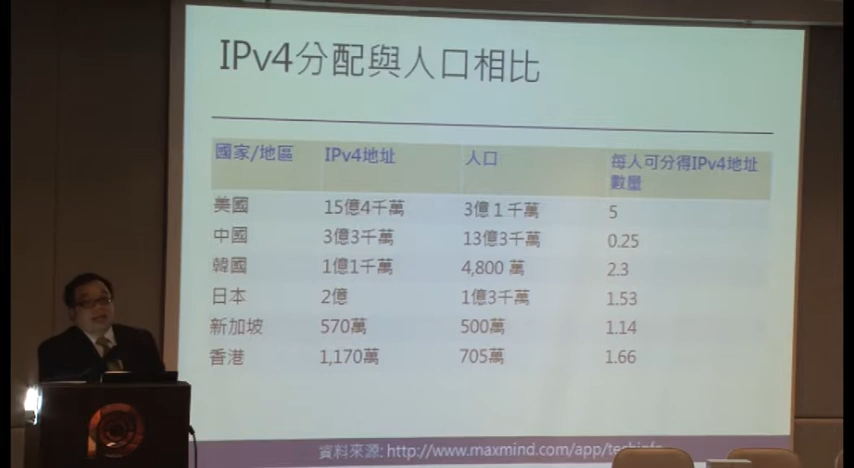 IPv4分配與人口相比
國家/地區 IPv4地址 人口 每人可分得IPv4地址
數量
美國 15億4千萬 3億1千萬 5
中國 3億3千萬 13億3千萬 0.25
韓國 1億1千萬 4,800 萬 2.3
日本 2億 1億3千萬 1.53
新加坡 570萬 500萬 1.14
香港 1,170萬 705萬 1.66
資料來源: http://www.maxmind.com/app/techinfo